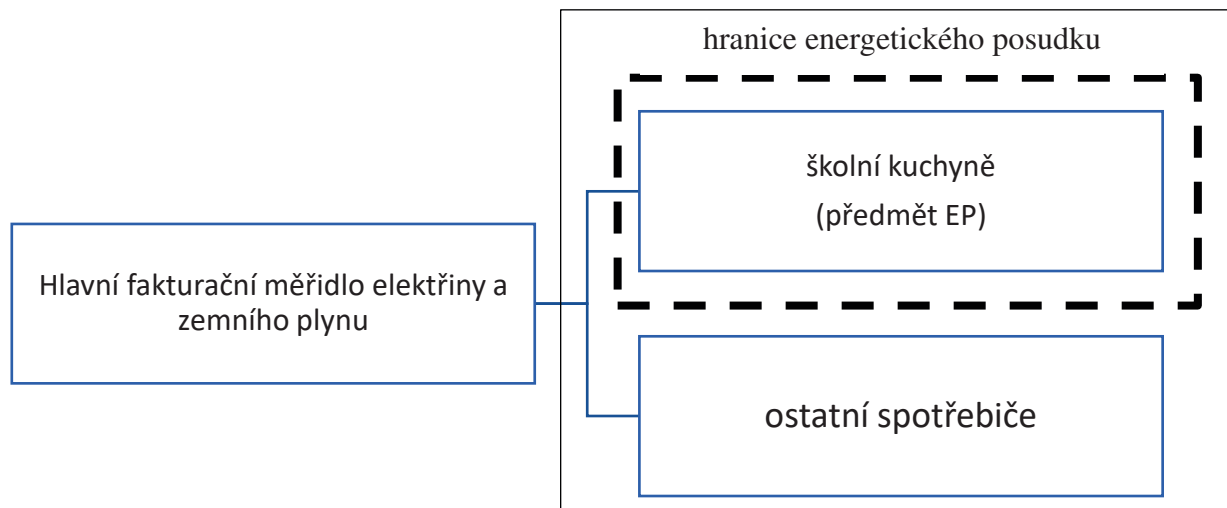 hranice energetického posudku
školní kuchyně
(předmět EP)
Hlavní fakturační měřidlo elektřiny a
zemního plynu
ostatní spotřebiče